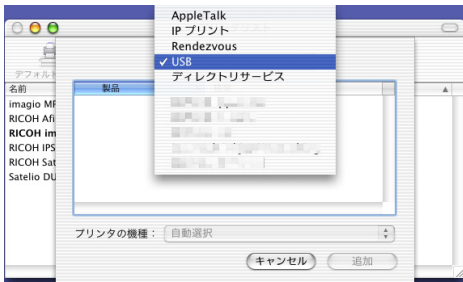 AppleTalk
IP プリント
Rendezvous
✓ USB
ディレクトリサービス
デフォル
名前
製品
imagio MF
RICOH Afi
RICOH im
RICOH IPS
RICOH Sat
Satelio DU
プリンタの機種：
自動選択
キャンセル
追加